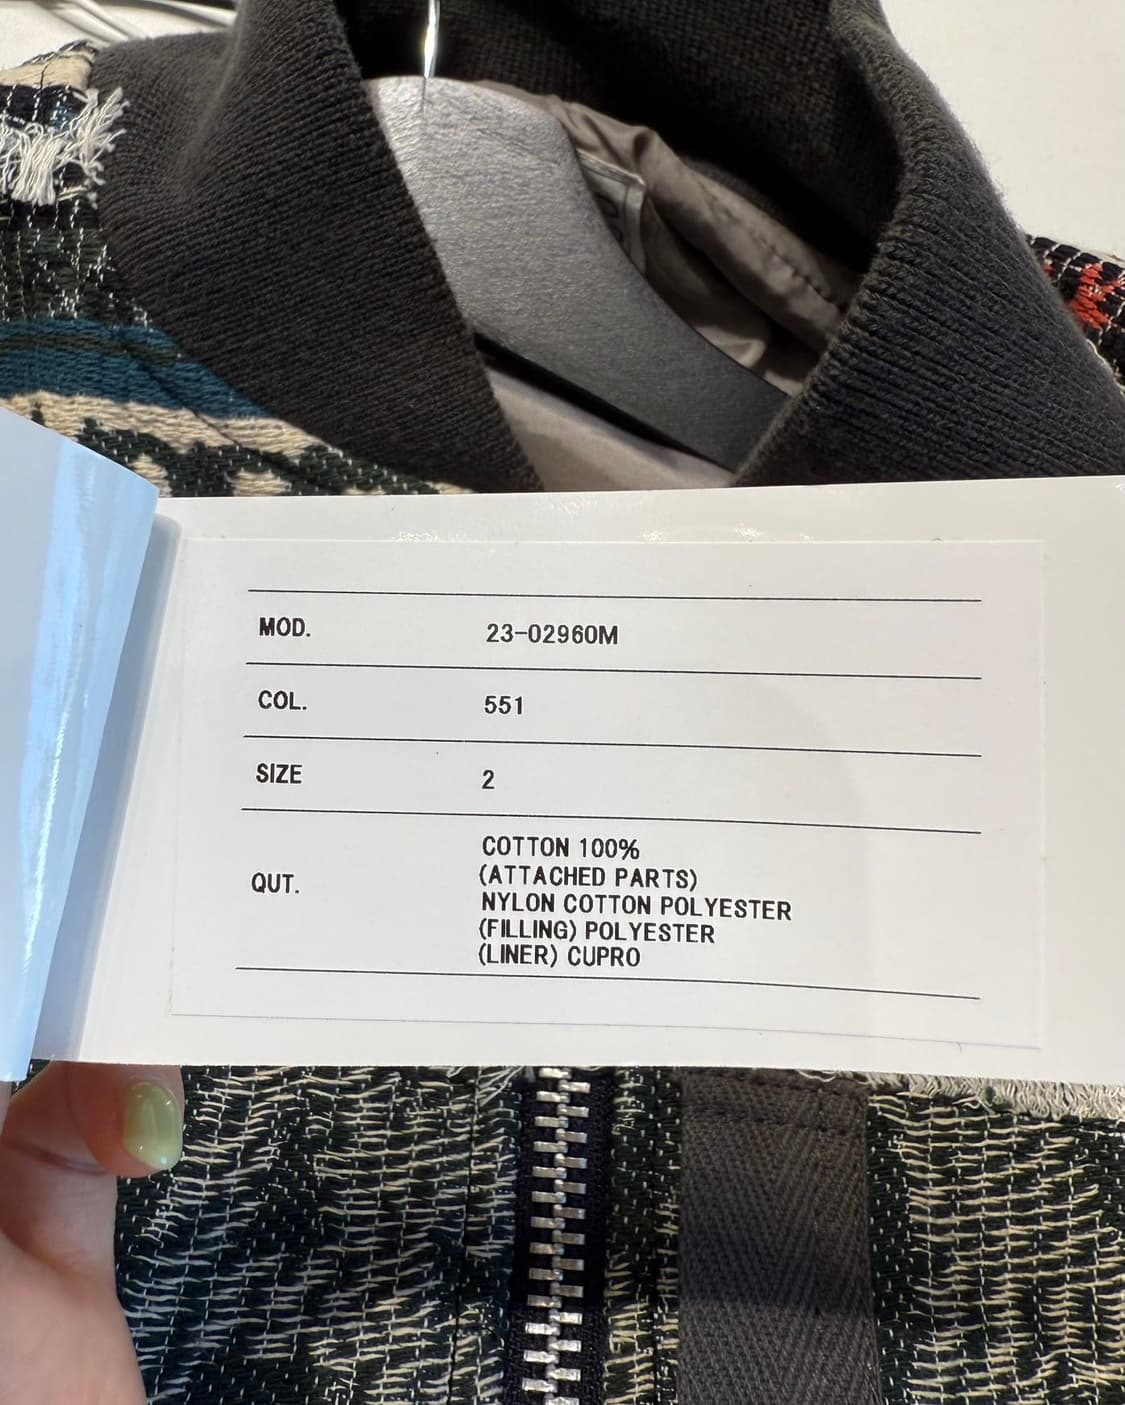 MOD. 23-02960M
COL. 551
SIZE 2
QUT. COTTON 100%
(ATTACHED PARTS)
NYLON COTTON POLYESTER
(FILLING) POLYESTER
(LINER) CUPRO